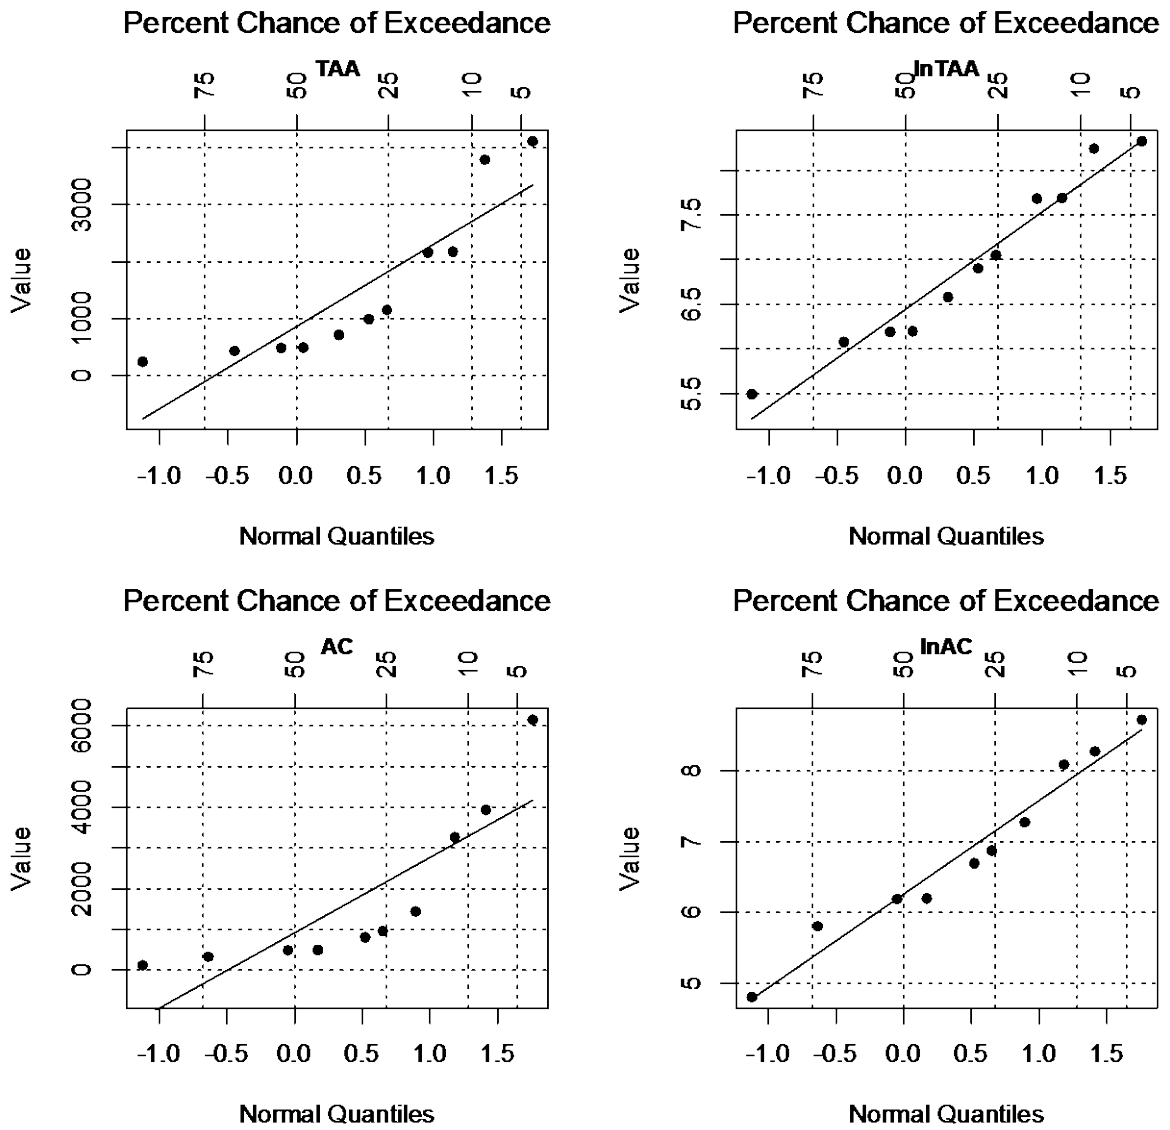 Percent Chance of Exceedance
TAA
75 50 25 10 5
Value
3000
1000
0
-1.0 -0.5 0.0 0.5 1.0 1.5
Normal Quantiles
Percent Chance of Exceedance
lnTAA
75 50 25 10 5
Value
7.5
6.5
5.5
-1.0 -0.5 0.0 0.5 1.0 1.5
Normal Quantiles
Percent Chance of Exceedance
AC
75 50 25 10 5
Value
6000
4000
2000
0
-1.0 -0.5 0.0 0.5 1.0 1.5
Normal Quantiles
Percent Chance of Exceedance
lnAC
75 50 25 10 5
Value
8
7
6
5
-1.0 -0.5 0.0 0.5 1.0 1.5
Normal Quantiles